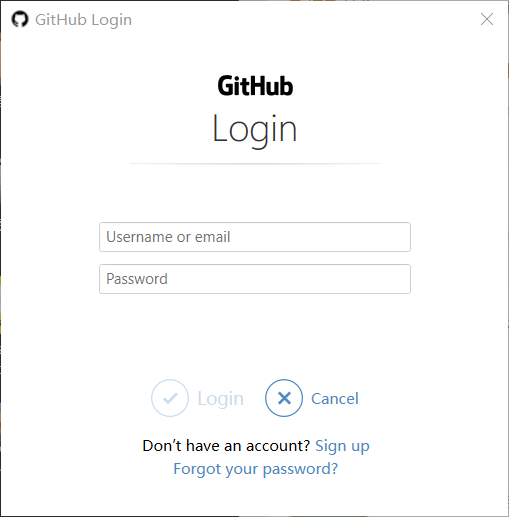 GitHub Login
GitHub
Login
Username or email
Password
Login
Cancel
Don’t have an account? Sign up
Forgot your password?